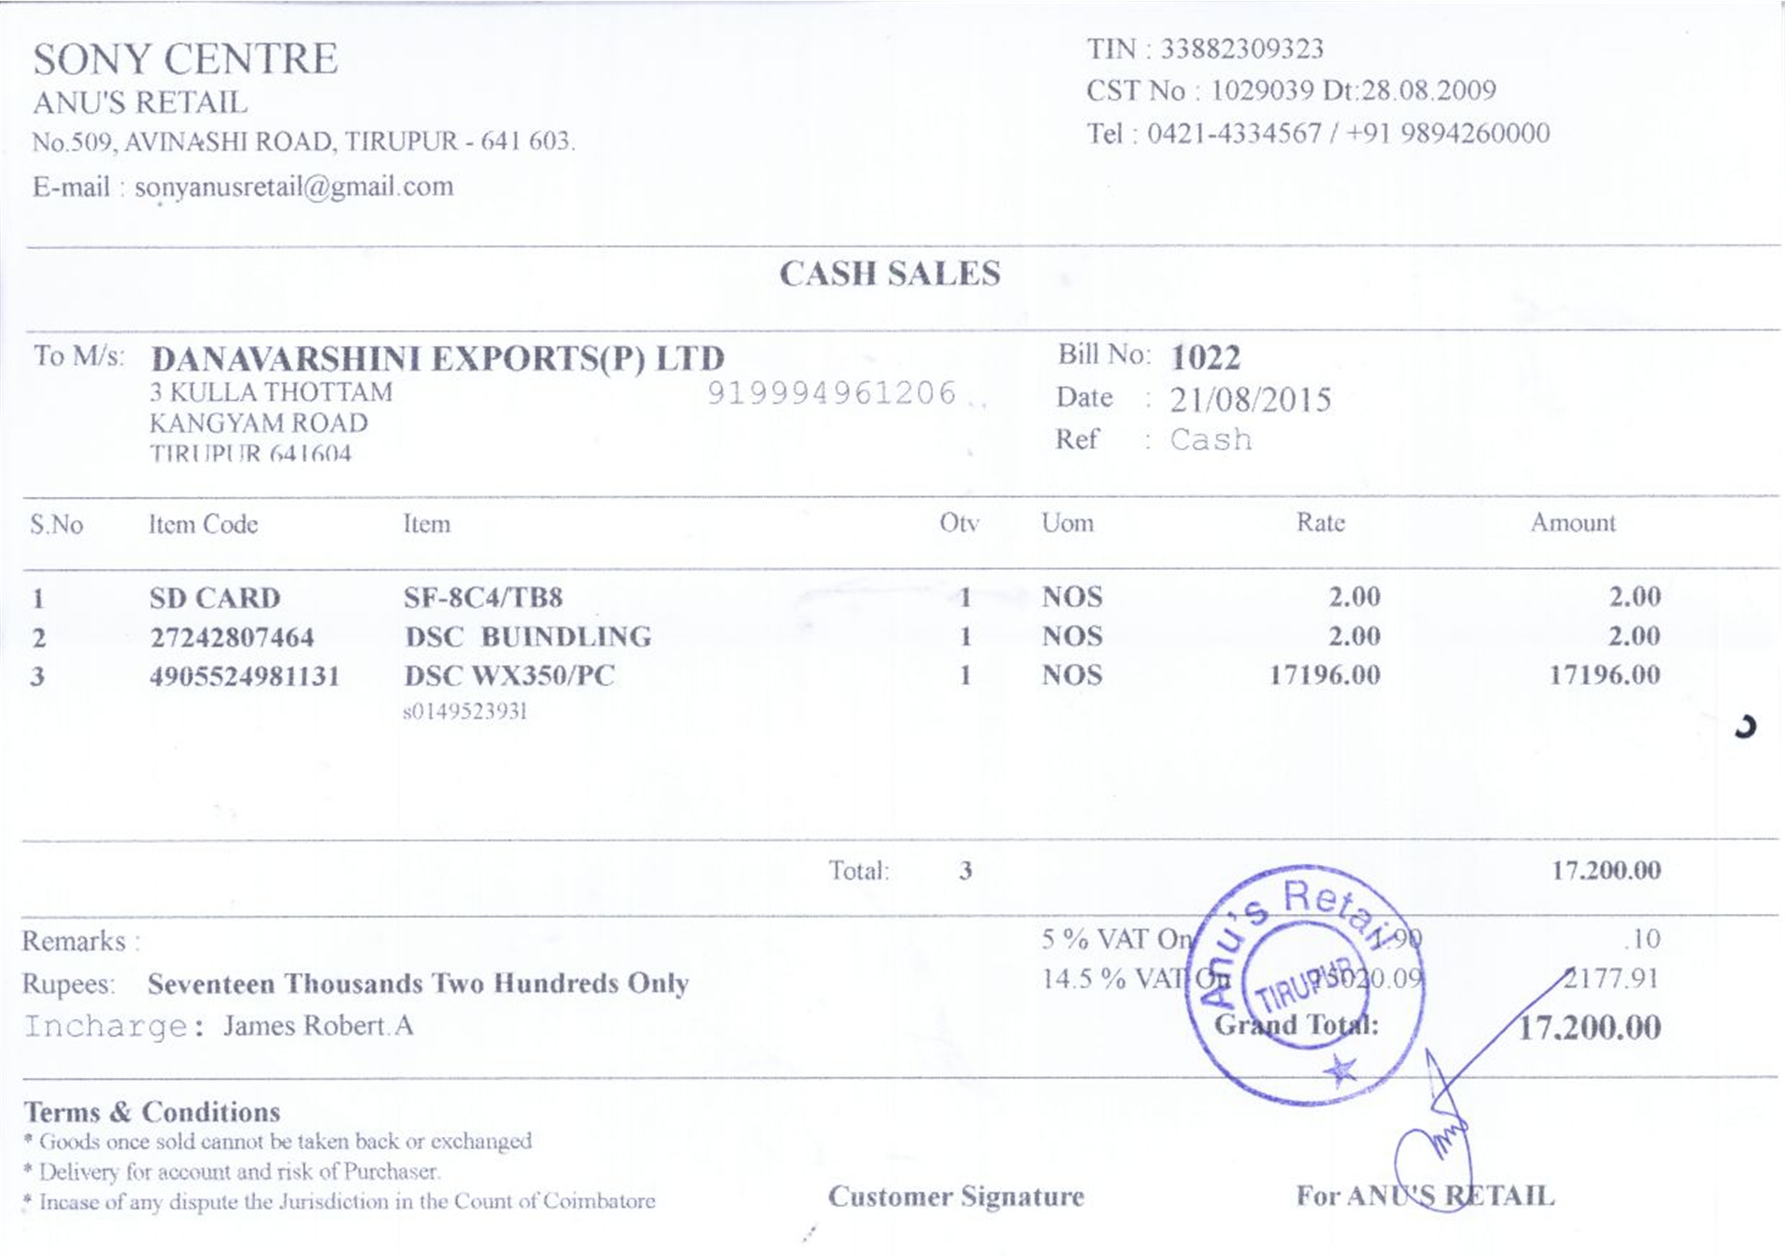 SONY CENTRE
ANU'S RETAIL
No.509, AVINASHI ROAD, TIRUPUR - 641 603.
E-mail : sonyanusretail@gmail.com
TIN : 33882309323
CST No : 1029039 Dt:28.08.2009
Tel : 0421-4334567 / +91 9894260000
CASH SALES
To M/s: DANAVARSHINI EXPORTS(P) LTD
3 KULLA THOTTAM 919994961206
KANGYAM ROAD
TIRUPUR 641604
Bill No: 1022
Date : 21/08/2015
Ref : Cash
S.No Item Code Item Qty Uom Rate Amount
1 SD CARD SF-8C4/TB8 1 NOS 2.00 2.00
2 27242807464 DSC BUINDLING 1 NOS 2.00 2.00
3 4905524981131 DSC WX350/PC 1 NOS 17196.00 17196.00
s01495239​31
Total: 3 17,200.00
Remarks :
Rupees: Seventeen Thousands Two Hundreds Only
Incharge: James Robert.A
5 % VAT On 1.90 .10
14.5 % VAT On 15020.09 2177.91
Grand Total: 17,200.00
Anu's Retail
TIRUPUR
Terms & Conditions
* Goods once sold cannot be taken back or exchanged
* Delivery for account and risk of Purchaser.
* Incase of any dispute the Jurisdiction in the Count of Coimbatore
Customer Signature
For ANU'S RETAIL